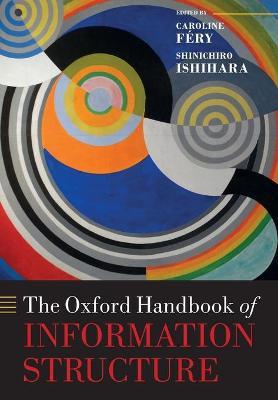 EDITED BY
CAROLINE
FÉRY
SHINICHIRO
ISHIHARA
The Oxford Handbook of
INFORMATION
STRUCTURE